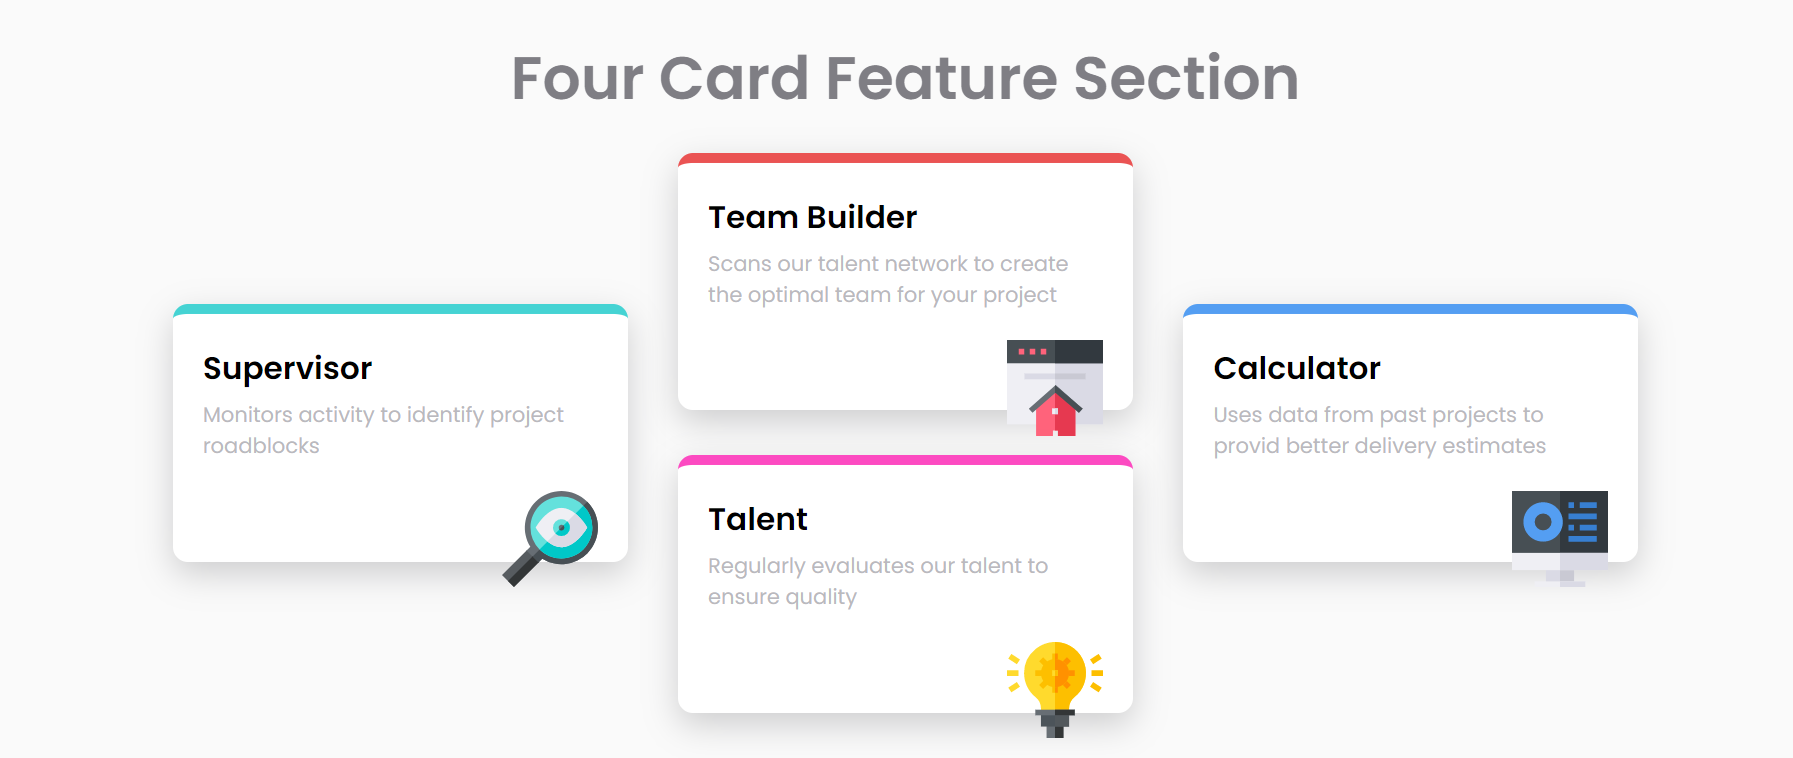 Four Card Feature Section
Team Builder
Scans our talent network to create
the optimal team for your project
Supervisor
Monitors activity to identify project
roadblocks
Calculator
Uses data from past projects to
provid better delivery estimates
Talent
Regularly evaluates our talent to
ensure quality